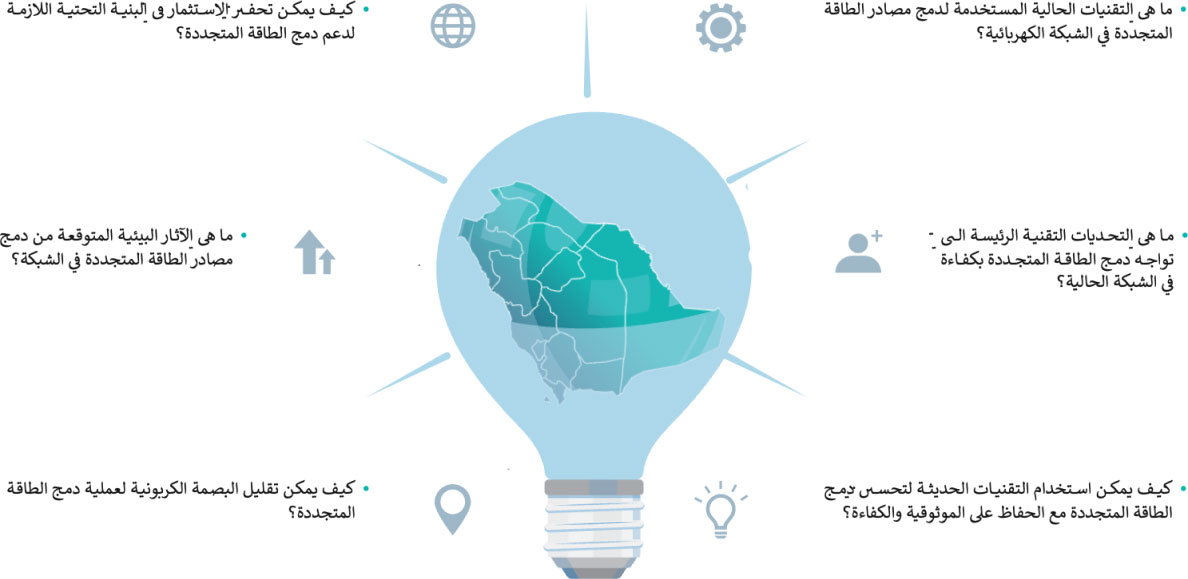 ما هي التقنيات الحالية المستخدمة لدمج مصادر الطاقة
المتجددة في الشبكة الكهربائية؟
كيف يمكن تحفيز الاستثمار في البنية التحتية اللازمة
لدعم دمج الطاقة المتجددة؟
ما هي التحديات التقنية الرئيسة التي
تواجه دمج الطاقة المتجددة بكفاءة
في الشبكة الحالية؟
ما هي الآثار البيئية المتوقعة من دمج
مصادر الطاقة المتجددة في الشبكة؟
كيف يمكن استخدام التقنيات الحديثة لتحسين دمج
الطاقة المتجددة مع الحفاظ على الموثوقية والكفاءة؟
كيف يمكن تقليل البصمة الكربونية لعملية دمج الطاقة
المتجددة؟